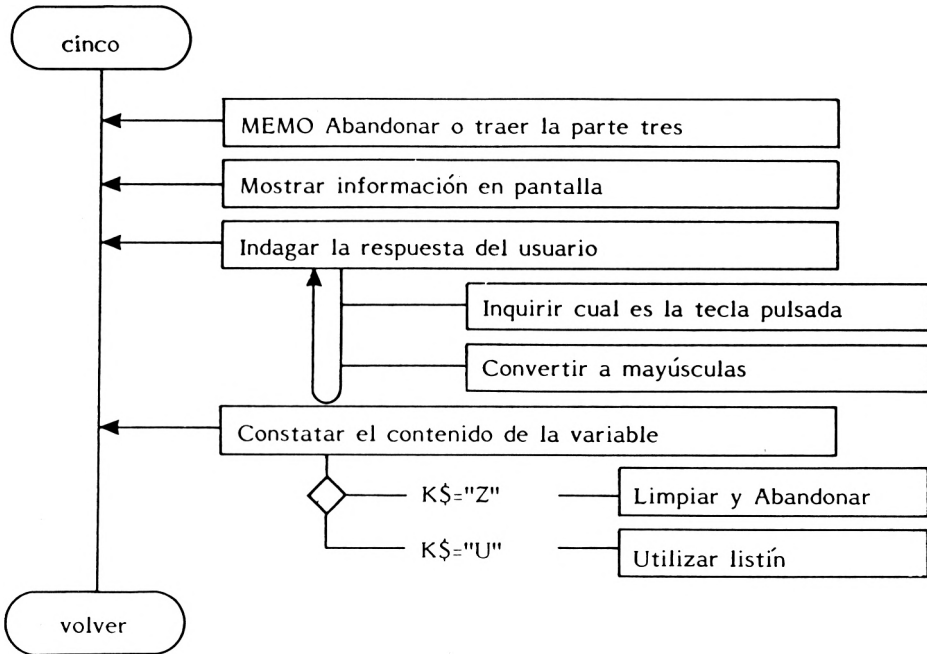 cinco
MEMO Abandonar o traer la parte tres
Mostrar información en pantalla
Indagar la respuesta del usuario
Inquirir cual es la tecla pulsada
Convertir a mayúsculas
Constatar el contenido de la variable
K$="Z"
Limpiar y Abandonar
K$="U"
Utilizar listín
volver